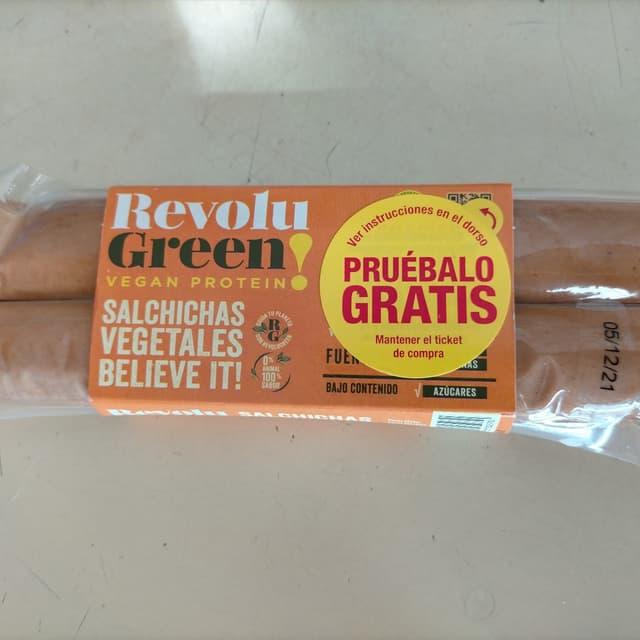 Revolu
Green!
VEGAN PROTEIN
SALCHICHAS
VEGETALES
BELIEVE IT!
RG
0%
ANIMAL
100%
SABOR
Ver instrucciones en el dorso
PRUÉBALO
GRATIS
Mantener el ticket
de compra
BAJO CONTENIDO √ AZÚCARES
Revolu SALCHICHAS
05/12/21